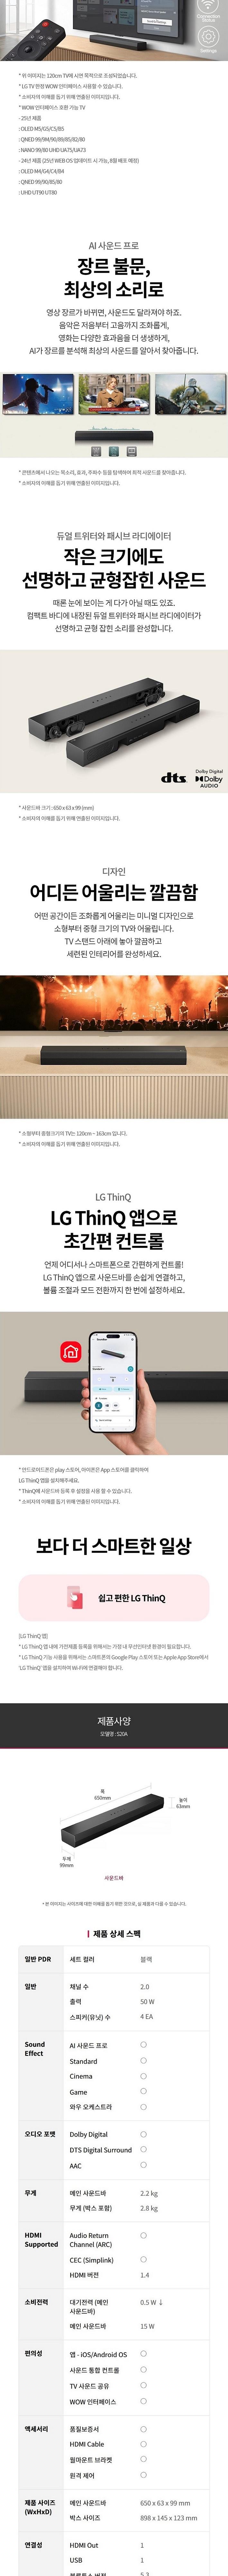 Connection Status
Settings
* 위 이미지는 120cm TV에 시연 목적으로 조성되었습니다.
* LG TV 한정 WOW 인터페이스 사용할 수 있습니다.
* 소비자의 이해를 돕기 위해 연출된 이미지입니다.
* WOW 인터페이스 호환 가능 TV
- 25년 제품
: OLED M5/G5/C5/B5
: QNED 99/9M/90/89/85/82/80
: NANO 99/80 UHD UA75/UA73
- 24년 제품 (25년 WEB OS 업데이트 시 가능, 8월 배포 예정)
: OLED M4/G4/C4/B4
: QNED 99/90/85/80
: UHD UT90 UT80
AI 사운드 프로
장르 불문,
최상의 소리로
영상 장르가 바뀌면, 사운드도 달라져야 하죠.
음악은 저음부터 고음까지 조화롭게,
영화는 다양한 효과음을 더 생생하게,
AI가 장르를 분석해 최상의 사운드를 알아서 찾아줍니다.
* 콘텐츠에서 나오는 목소리, 효과, 주파수 등을 탐색하여 최적 사운드를 찾아줍니다.
* 소비자의 이해를 돕기 위해 연출된 이미지입니다.
듀얼 트위터와 패시브 라디에이터
작은 크기에도
선명하고 균형잡힌 사운드
때론 눈에 보이는 게 다가 아닐 때도 있죠.
컴팩트 바디에 내장된 듀얼 트위터와 패시브 라디에이터가
선명하고 균형 잡힌 소리를 완성합니다.
dts
Dolby Digital
Dolby
AUDIO
* 사운드바 크기 : 650 x 63 x 99 (mm)
* 소비자의 이해를 돕기 위해 연출된 이미지입니다.
디자인
어디든 어울리는 깔끔함
어떤 공간이든 조화롭게 어울리는 미니멀 디자인으로
소형부터 중형 크기의 TV와 어울립니다.
TV 스탠드 아래에 놓아 깔끔하고
세련된 인테리어를 완성하세요.
* 소형부터 중형크기의 TV는 120cm ~ 163cm 입니다.
* 소비자의 이해를 돕기 위해 연출된 이미지입니다.
LG ThinQ
LG ThinQ 앱으로
초간편 컨트롤
언제 어디서나 스마트폰으로 간편하게 컨트롤!
LG ThinQ 앱으로 사운드바를 손쉽게 연결하고,
볼륨 조절과 모드 전환까지 한 번에 설정하세요.
* 안드로이드폰은 play 스토어, 아이폰은 App 스토어를 클릭하여
LG ThinQ 앱을 설치해주세요.
* ThinQ에 사운드바 등록 후 설정을 사용 할 수 있습니다.
* 소비자의 이해를 돕기 위해 연출된 이미지입니다.
보다 더 스마트한 일상
쉽고 편한 LG ThinQ
[LG ThinQ 앱]
* LG ThinQ 앱 내에 가전제품 등록을 위해서는 가정 내 무선인터넷 환경이 필요합니다.
* LG ThinQ 기능 사용을 위해서는 스마트폰의 Google Play 스토어 또는 Apple App Store에서
'LG ThinQ' 앱을 설치하여 Wi-Fi에 연결해야 합니다.
제품사양
모델명 : S20A
폭
650mm
높이
63mm
두께
99mm
사운드바
* 본 이미지는 사이즈에 대한 이해를 돕기 위한 것으로, 실 제품과 다를 수 있습니다.
제품 상세 스펙
일반 PDR 세트 컬러 블랙
일반 채널 수 2.0
출력 50 W
스피커(유닛) 수 4 EA
Sound Effect AI 사운드 프로 ○
Standard ○
Cinema ○
Game ○
와우 오케스트라 ○
오디오 포맷 Dolby Digital ○
DTS Digital Surround ○
AAC ○
무게 메인 사운드바 2.2 kg
무게 (박스 포함) 2.8 kg
HDMI Supported Audio Return Channel (ARC) ○
CEC (Simplink) ○
HDMI 버전 1.4
소비전력 대기전력 (메인 사운드바) 0.5 W ↓
메인 사운드바 15 W
편의성 앱 - iOS/Android OS ○
사운드 통합 컨트롤 ○
TV 사운드 공유 ○
WOW 인터페이스 ○
액세서리 품질보증서 ○
HDMI Cable ○
월마운트 브라켓 ○
원격 제어 ○
제품 사이즈 (WxHxD) 메인 사운드바 650 x 63 x 99 mm
박스 사이즈 898 x 145 x 123 mm
연결성 HDMI Out 1
USB 1
블루투스 버전 5.3